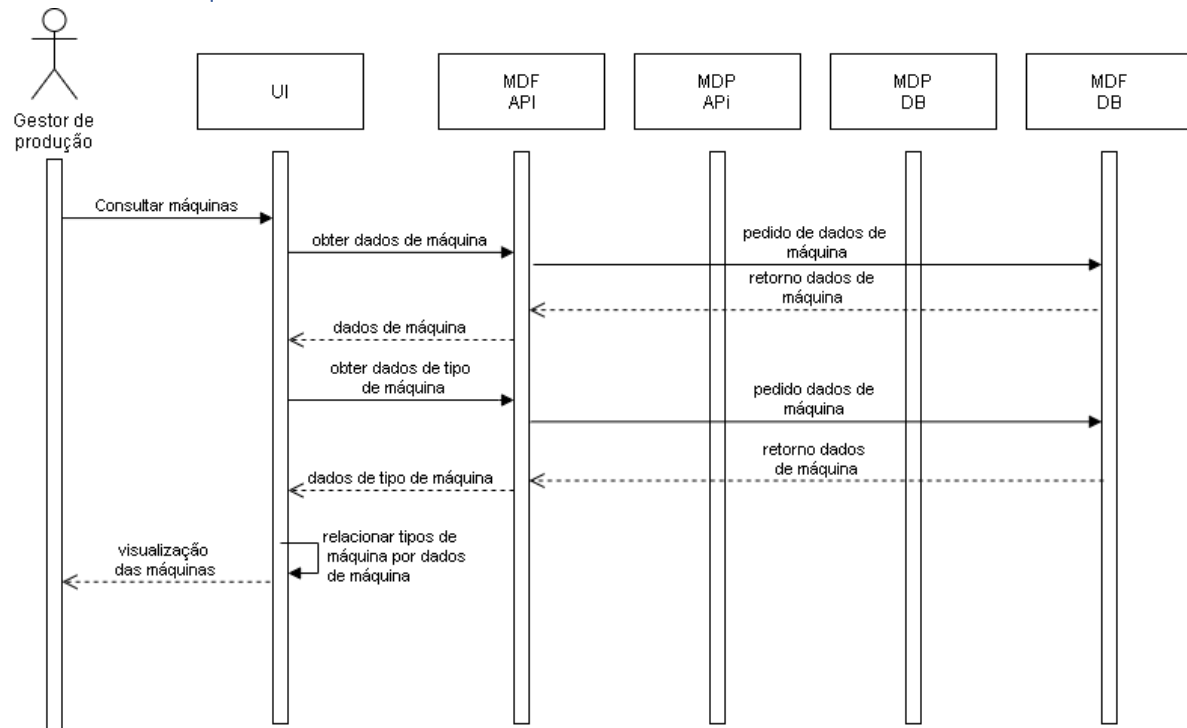 Gestor de
produção
UI
MDF
API
MDP
APi
MDP
DB
MDF
DB
Consultar máquinas
obter dados de máquina
pedido de dados de
máquina
retorno dados de
máquina
dados de máquina
obter dados de tipo
de máquina
pedido dados de
máquina
retorno dados
de máquina
dados de tipo de máquina
relacionar tipos de
máquina por dados
de máquina
visualização
das máquinas